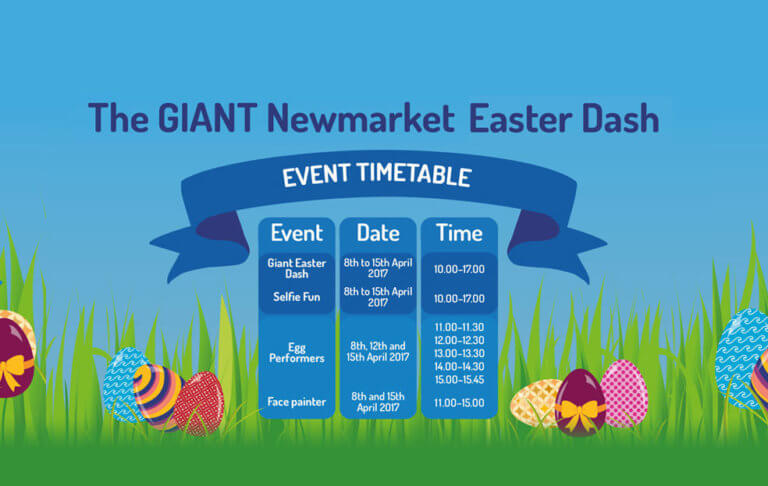 The GIANT Newmarket Easter Dash
EVENT TIMETABLE
Event Date Time
Giant Easter
Dash
8th to 15th April
2017
10.00-17.00
Selfie Fun
8th to 15th April
2017
10.00-17.00
Egg
Performers
8th, 12th and
15th April 2017
11.00-11.30
12.00-12.30
13.00-13.30
14.00-14.30
15.00-15.45
Face painter
8th and 15th
April 2017
11.00-15.00